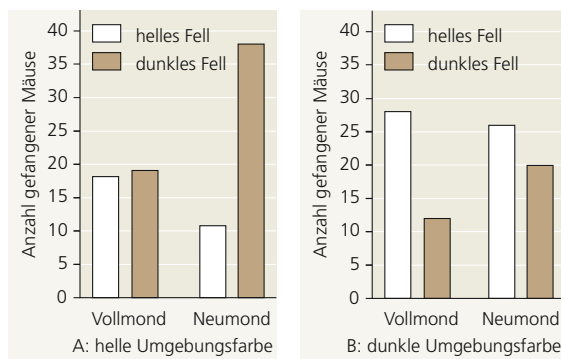 Anzahl gefangener Mäuse
40
35
30
25
20
15
10
5
0
helles Fell
dunkles Fell
Vollmond Neumond
A: helle Umgebungsfarbe
Anzahl gefangener Mäuse
40
35
30
25
20
15
10
5
0
helles Fell
dunkles Fell
Vollmond Neumond
B: dunkle Umgebungsfarbe